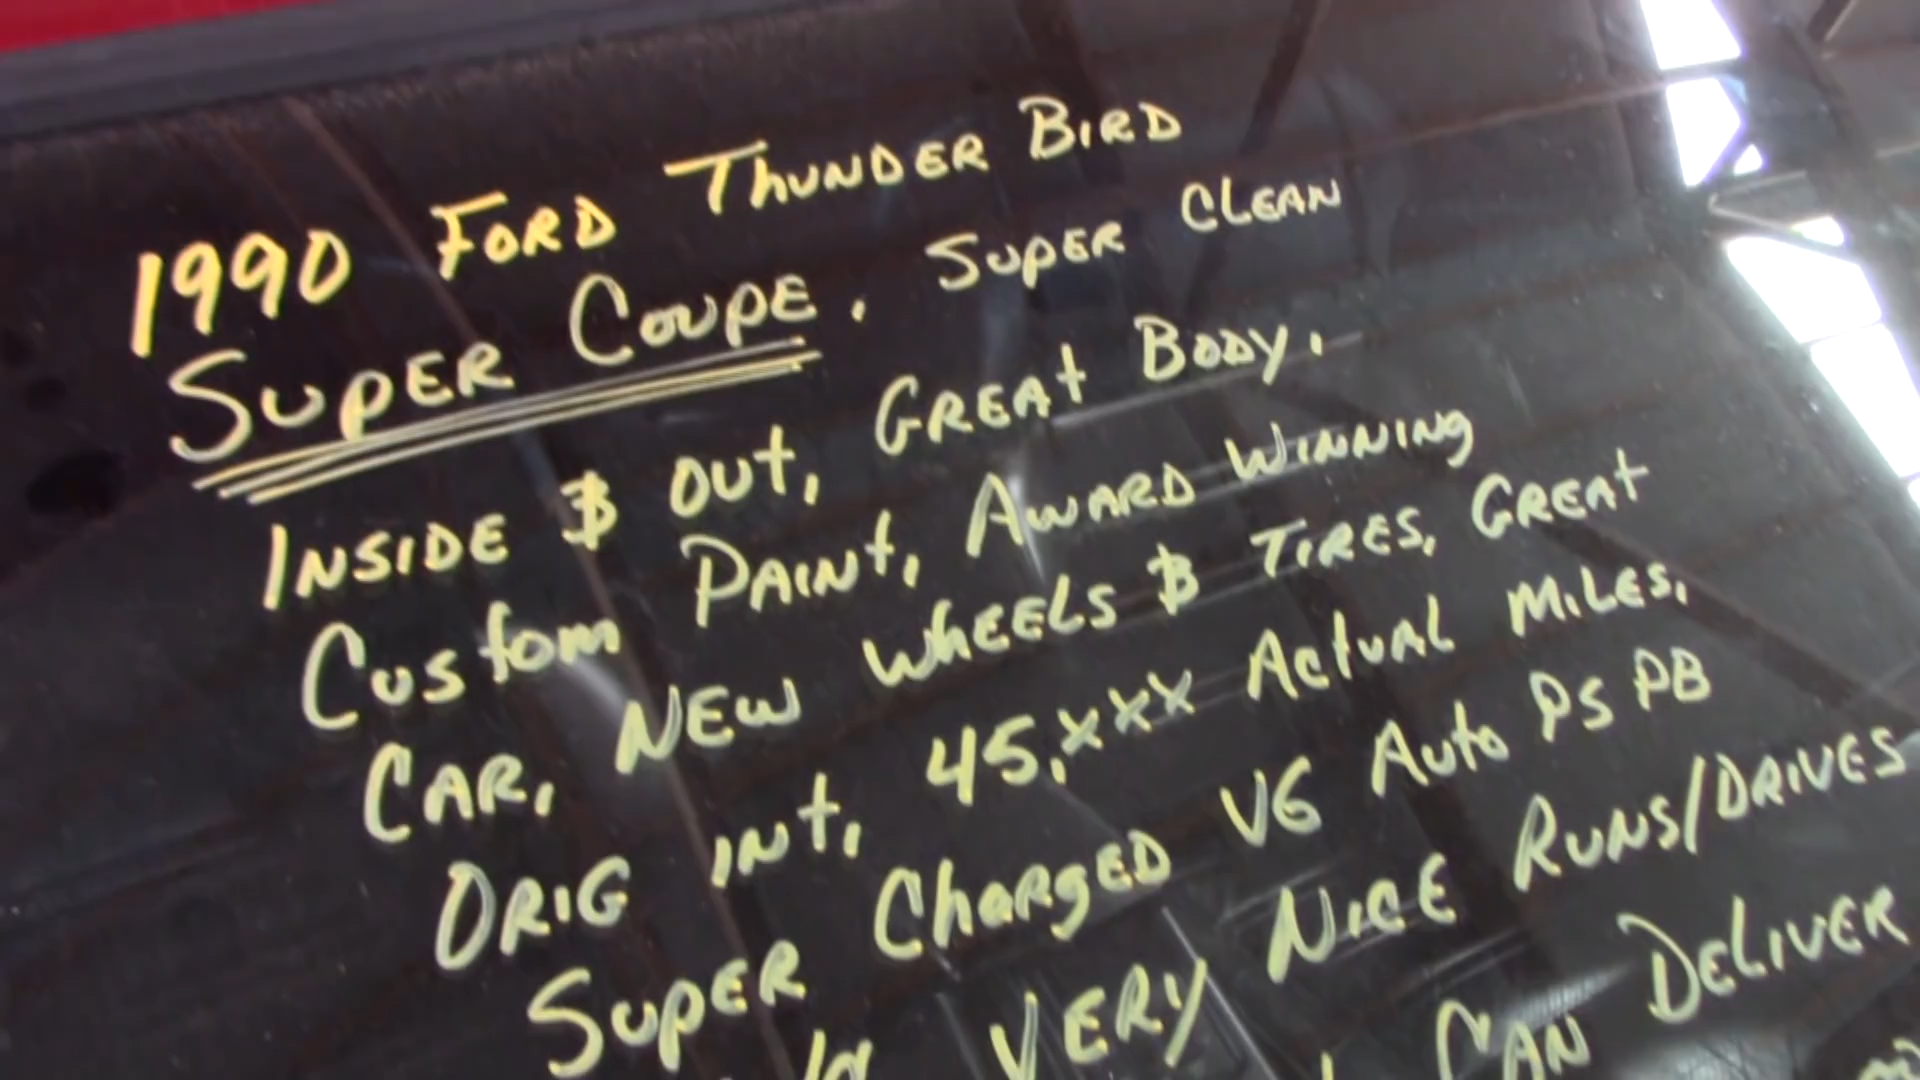 1990 FORD THUNDER BIRD
SUPER COUPE. SUPER CLEAN
INSIDE & OUT, GREAT BODY.
CUSTOM PAINT, AWARD WINNING
CAR, NEW WHEELS & TIRES, GREAT
ORIG INT, 45,XXX ACTUAL MILES.
SUPER CHARGED V6 AUTO PS PB
VERY NICE RUNS/DRIVES
CAN DELIVER